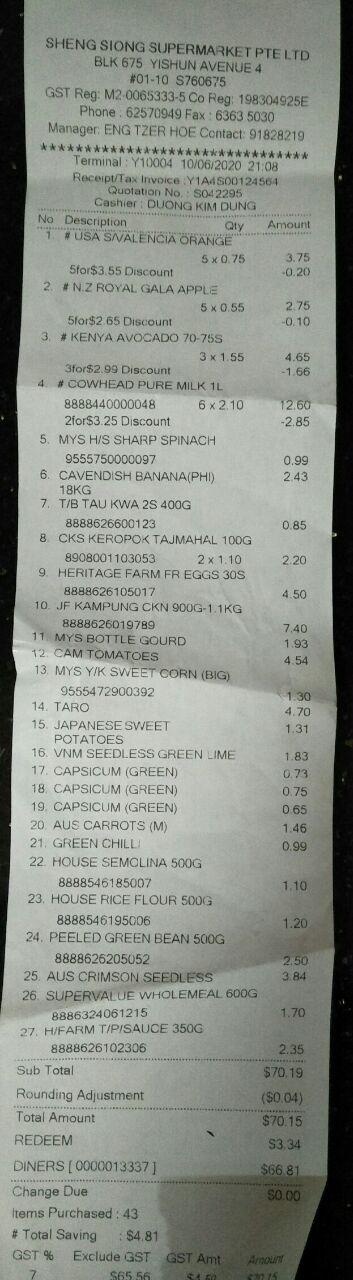 SHENG SIONG SUPERMARKET PTE LTD
BLK 675 YISHUN AVENUE 4
#01-10 S760675
GST Reg: M2-0065333-5 Co Reg: 198304925E
Phone : 62570949 Fax : 6363 5030
Manager: ENG TZER HOE Contact: 91828219
********************************
Terminal : Y10004 10/06/2020 21:08
Receipt/Tax Invoice :Y1A4S00124564
Quotation No. : S042295
Cashier : DUONG KIM DUNG
No Description Qty Amount
1. # USA S/VALENCIA ORANGE
5 x 0.75 3.75
5for$3.55 Discount -0.20
2. # N.Z ROYAL GALA APPLE
5 x 0.55 2.75
5for$2.65 Discount -0.10
3. # KENYA AVOCADO 70-75S
3 x 1.55 4.65
3for$2.99 Discount -1.66
4. # COWHEAD PURE MILK 1L
8888440000048 6 x 2.10 12.60
2for$3.25 Discount -2.85
5. MYS H/S SHARP SPINACH
9555750000097 0.99
6. CAVENDISH BANANA(PHI) 2.43
18KG
7. T/B TAU KWA 2S 400G
8888626600123 0.85
8. CKS KEROPOK TAJMAHAL 100G
8908001103053 2 x 1.10 2.20
9. HERITAGE FARM FR EGGS 30S
8888626105017 4.50
10. JF KAMPUNG CKN 900G-1.1KG
8888626019789 7.40
11. MYS BOTTLE GOURD 1.93
12. CAM TOMATOES 4.54
13. MYS Y/K SWEET CORN (BIG)
9555472900392 1.30
14. TARO 4.70
15. JAPANESE SWEET 1.31
POTATOES
16. VNM SEEDLESS GREEN LIME 1.83
17. CAPSICUM (GREEN) 0.73
18. CAPSICUM (GREEN) 0.75
19. CAPSICUM (GREEN) 0.65
20. AUS CARROTS (M) 1.46
21. GREEN CHILLI 0.99
22. HOUSE SEMOLINA 500G
8888546185007 1.10
23. HOUSE RICE FLOUR 500G
8888546195006 1.20
24. PEELED GREEN BEAN 500G
8888626205052 2.50
25. AUS CRIMSON SEEDLESS 3.84
26. SUPERVALUE WHOLEMEAL 600G
8886324061215 1.70
27. H/FARM T/P/SAUCE 350G
8888626102306 2.35
Sub Total $70.19
Rounding Adjustment ($0.04)
Total Amount $70.15
REDEEM $3.34
DINERS [ 0000013337 ] $66.81
Change Due $0.00
Items Purchased : 43
# Total Saving : $4.81
GST % Exclude GST GST Amt Amount
7 $65.56 $4.59 $70.15